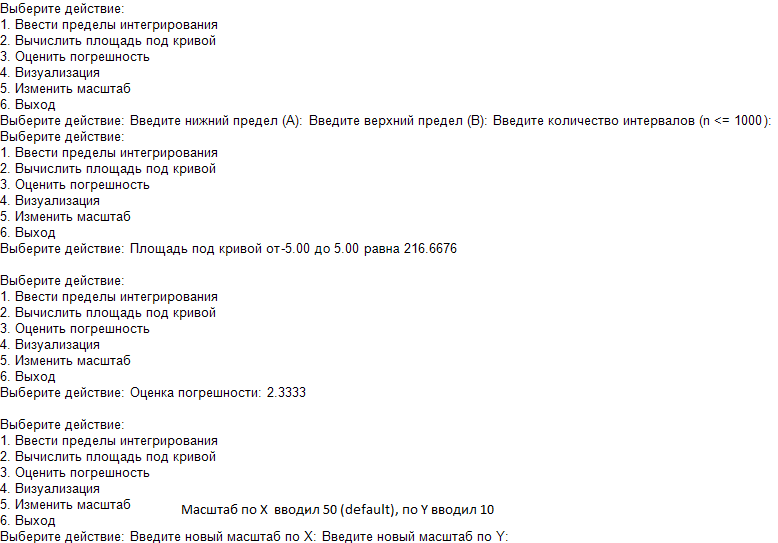 Выберите действие:
1. Ввести пределы интегрирования
2. Вычислить площадь под кривой
3. Оценить погрешность
4. Визуализация
5. Изменить масштаб
6. Выход
Выберите действие: Введите нижний предел (A): Введите верхний предел (B): Введите количество интервалов (n <= 1000):
Выберите действие:
1. Ввести пределы интегрирования
2. Вычислить площадь под кривой
3. Оценить погрешность
4. Визуализация
5. Изменить масштаб
6. Выход
Выберите действие: Площадь под кривой от-5.00 до 5.00 равна 216.6676
Выберите действие:
1. Ввести пределы интегрирования
2. Вычислить площадь под кривой
3. Оценить погрешность
4. Визуализация
5. Изменить масштаб
6. Выход
Выберите действие: Оценка погрешности: 2.3333
Выберите действие:
1. Ввести пределы интегрирования
2. Вычислить площадь под кривой
3. Оценить погрешность
4. Визуализация
5. Изменить масштаб
Масштаб по X вводил 50 (default), по Y вводил 10
6. Выход
Выберите действие: Введите новый масштаб по X: Введите новый масштаб по Y: